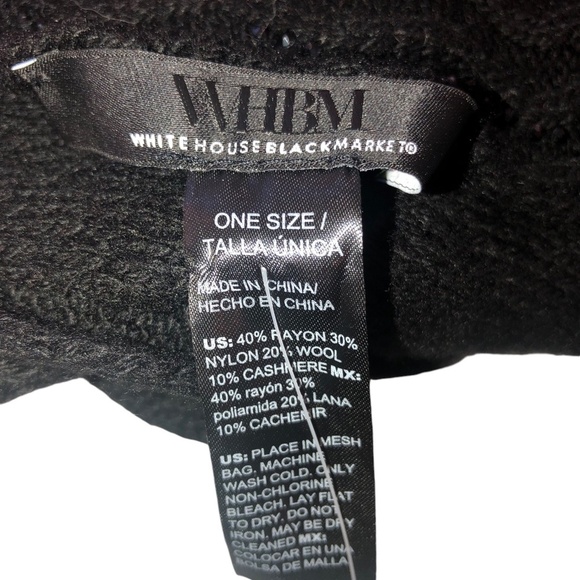 WHBM
WHITE HOUSE BLACK MARKET®
ONE SIZE /
TALLA ÚNICA
MADE IN CHINA/
HECHO EN CHINA
US: 40% RAYON 30%
NYLON 20% WOOL
10% CASHMERE MX:
40% rayón 30%
poliamida 20% LANA
10% CACHEMIR
US: PLACE IN MESH
BAG. MACHINE
WASH COLD. ONLY
NON-CHLORINE
BLEACH. LAY FLAT
TO DRY. DO NOT
IRON. MAY BE DRY
CLEANED MX:
COLOCAR EN UNA
BOLSA DE MALLA